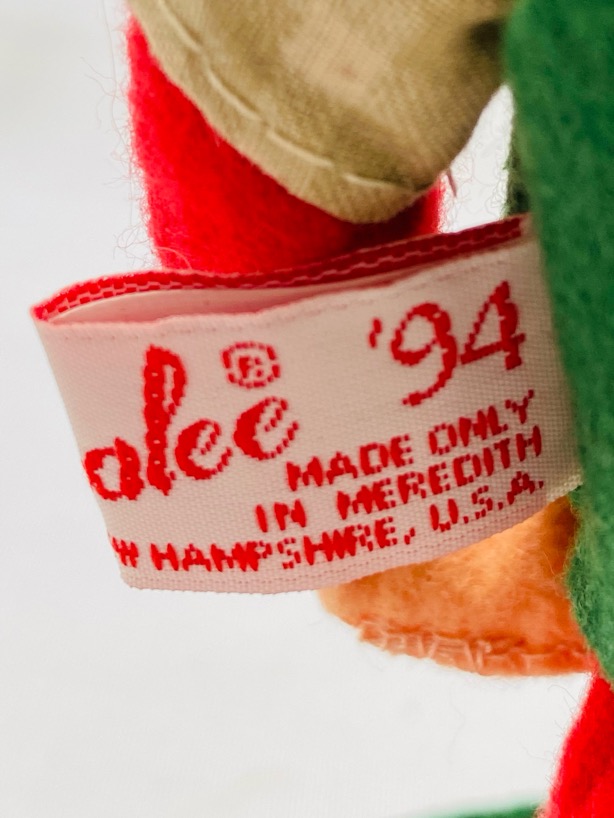 alee ® '94
MADE ONLY
IN MEREDITH
W HAMPSHIRE, U.S.A.